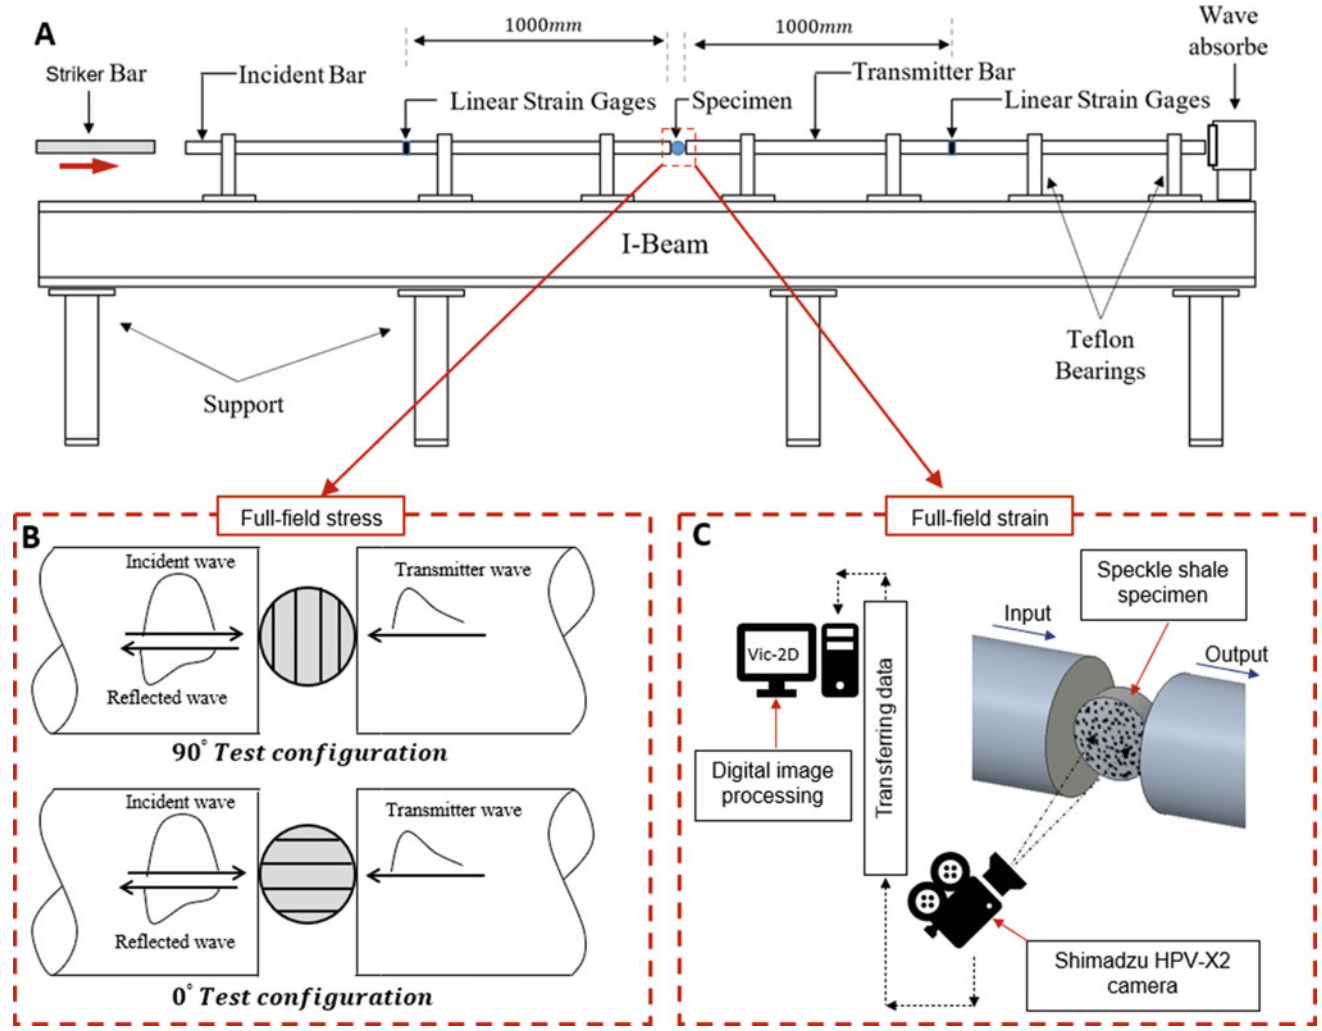 A
1000mm
1000mm
Wave
absorbe
Striker Bar
Incident Bar
Linear Strain Gages
Specimen
Transmitter Bar
Linear Strain Gages
I-Beam
Support
Teflon
Bearings
Full-field stress
Full-field strain
B
Incident wave
Transmitter wave
Reflected wave
90° Test configuration
Incident wave
Transmitter wave
Reflected wave
0° Test configuration
C
Speckle shale
specimen
Input
Output
Vic-2D
Transferring data
Digital image
processing
Shimadzu HPV-X2
camera